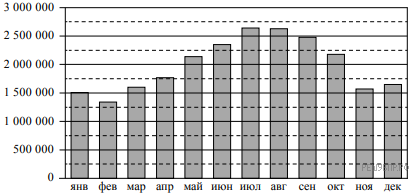 3 000 000
2 500 000
2 000 000
1 500 000
1 000 000
500 000
0
янв фев мар апр май июн июл авг сен окт ноя дек